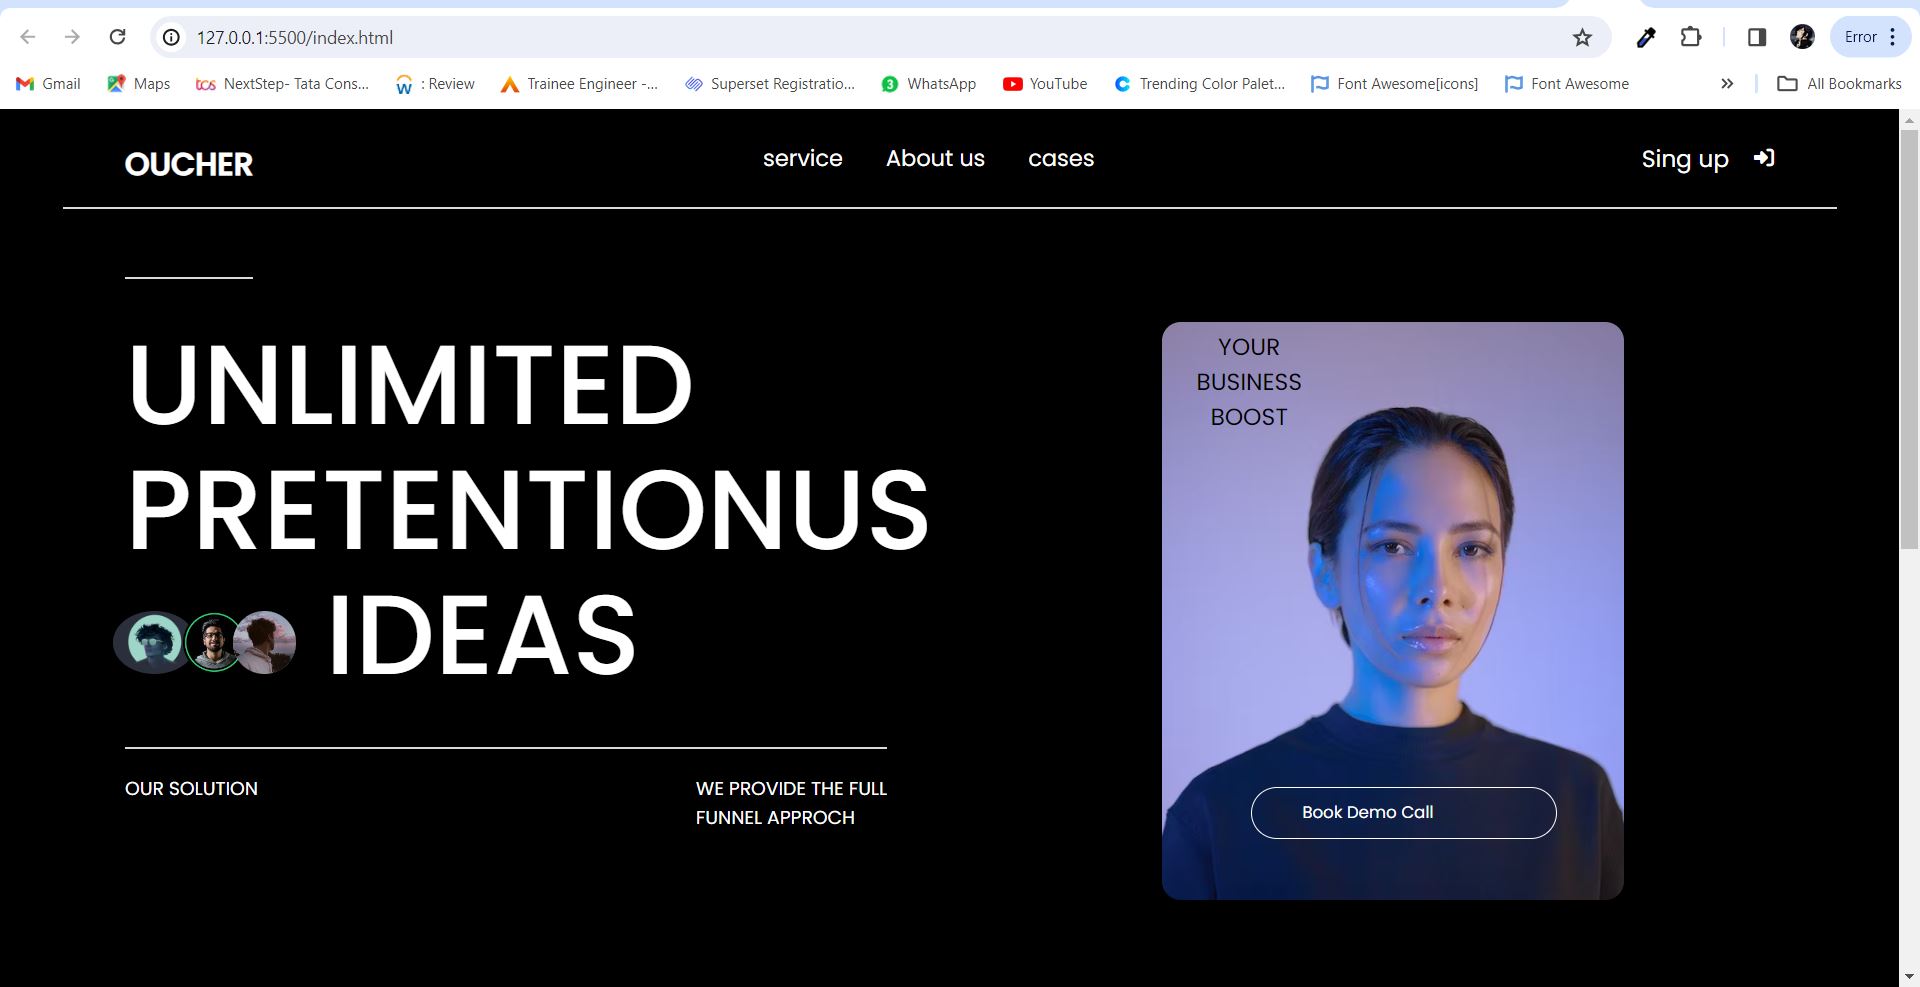 127.0.0.1:5500/index.html
Error
Gmail
Maps
tcs NextStep- Tata Cons...
W : Review
Trainee Engineer -...
Superset Registratio...
3 WhatsApp
YouTube
C Trending Color Palet...
Font Awesome[icons]
Font Awesome
All Bookmarks
OUCHER
service
About us
cases
Sing up
UNLIMITED
PRETENTIONUS
IDEAS
OUR SOLUTION
WE PROVIDE THE FULL
FUNNEL APPROCH
YOUR
BUSINESS
BOOST
Book Demo Call